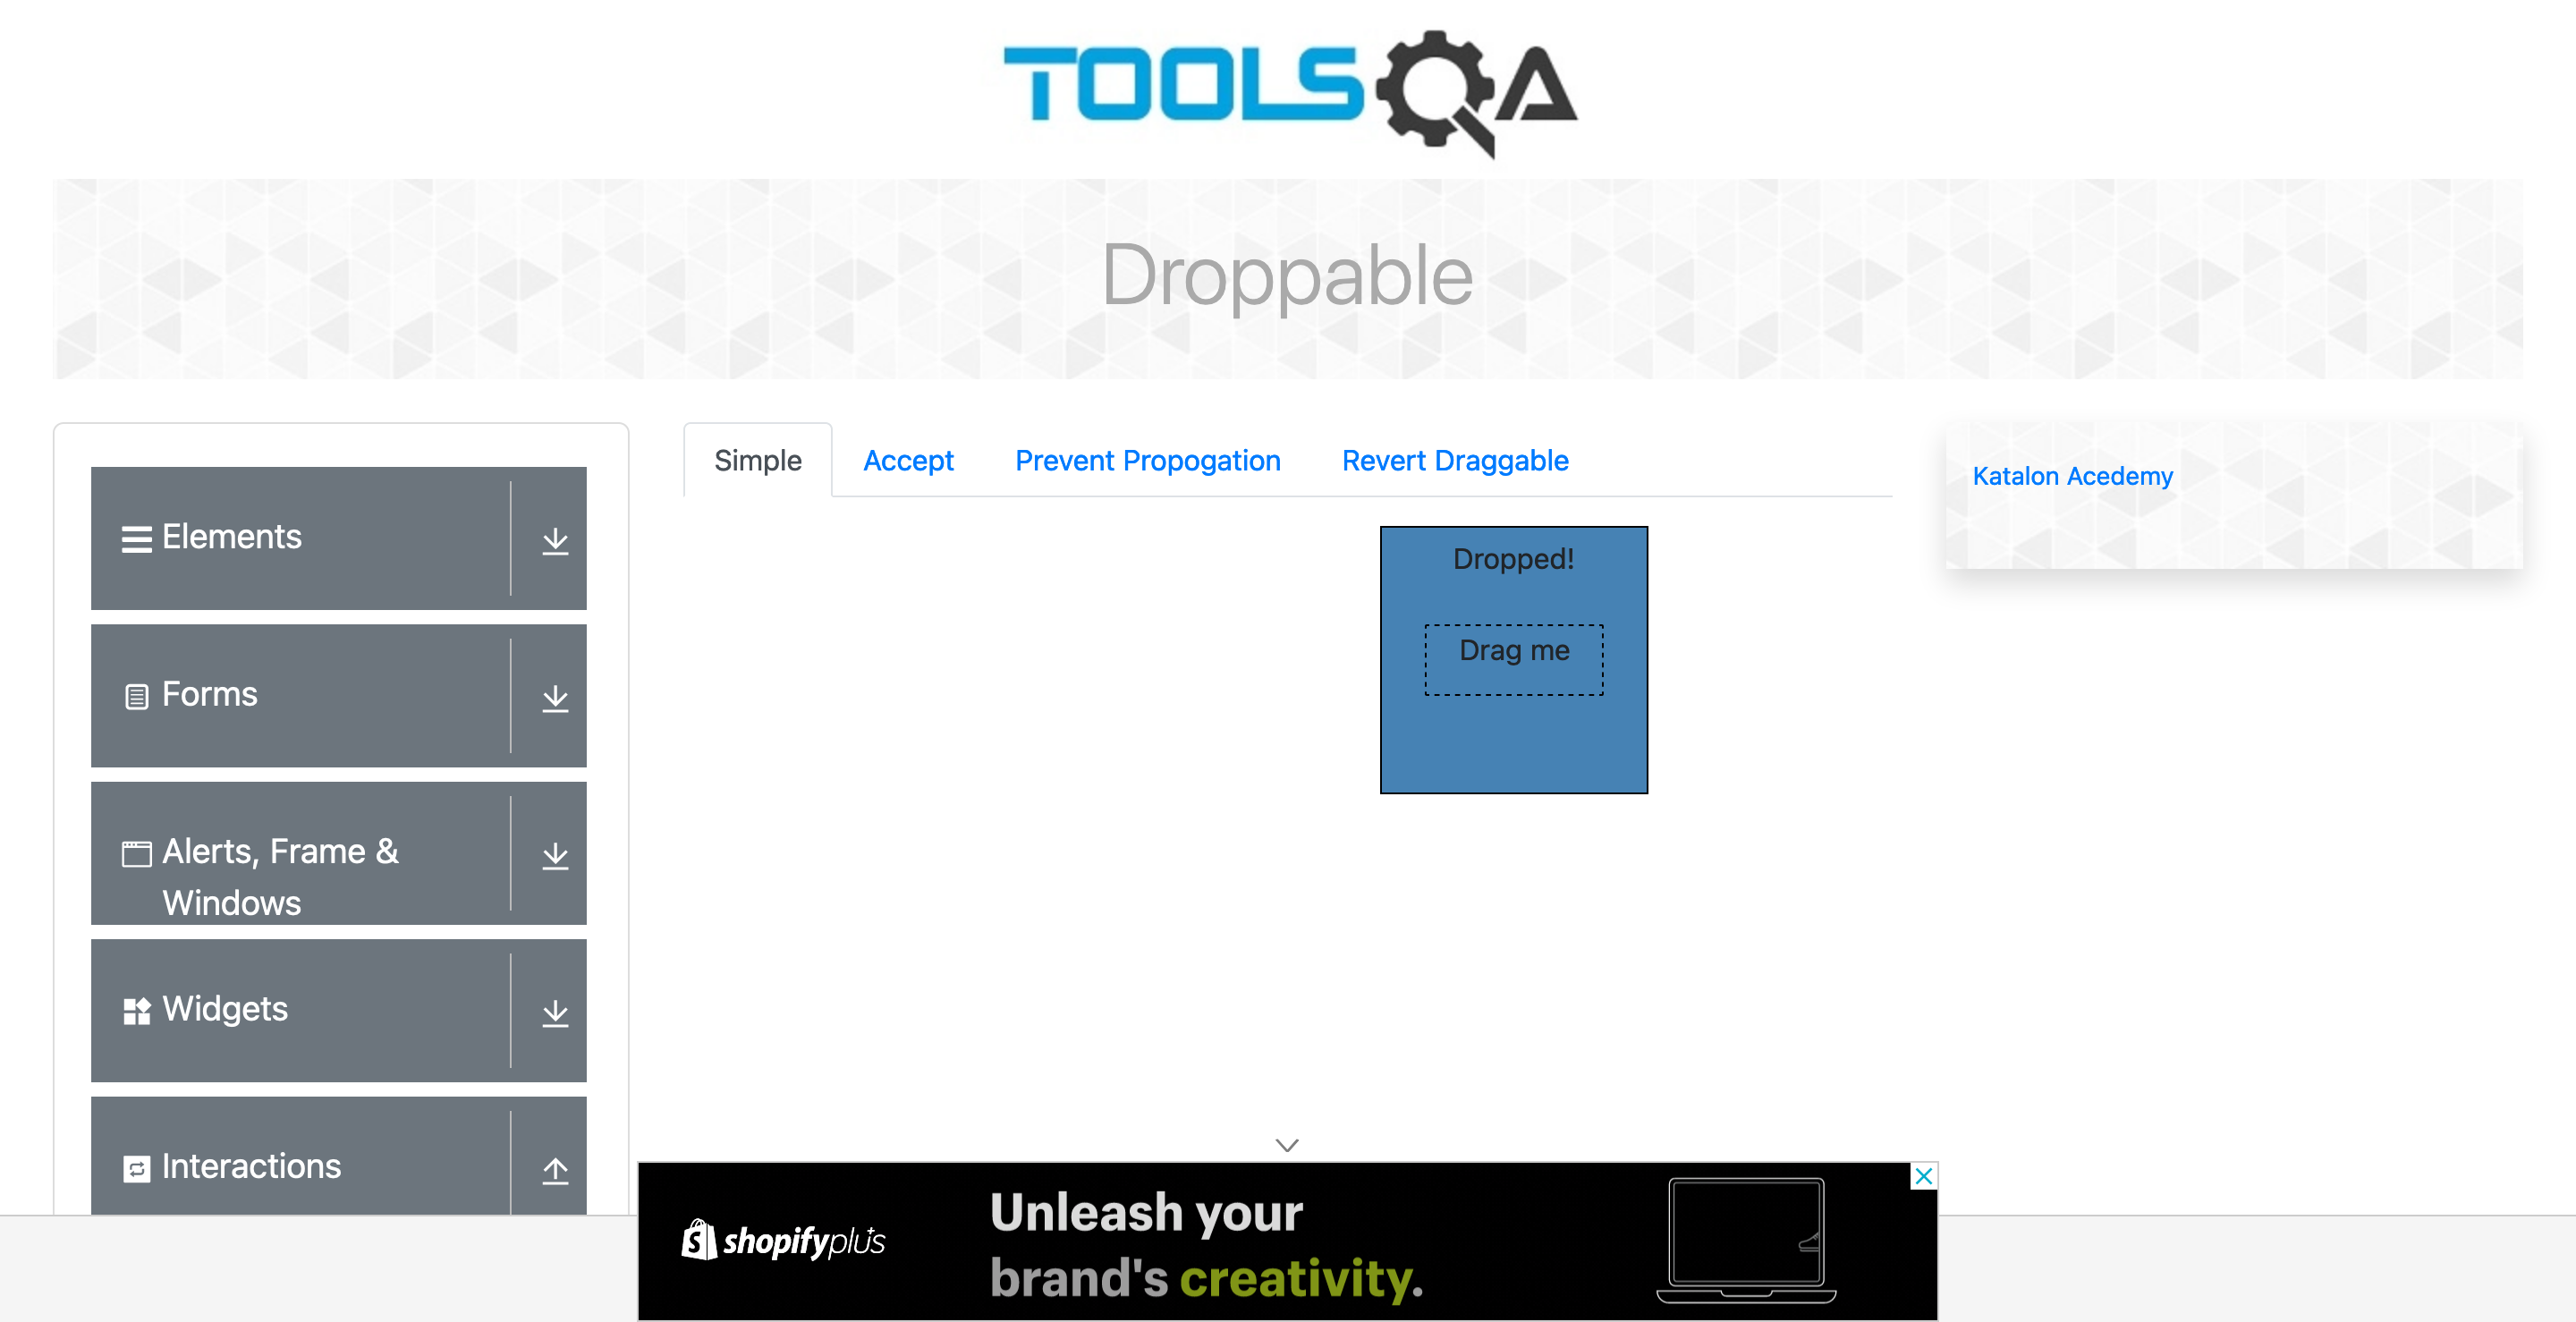 TOOLSQA
Droppable
Elements
Forms
Alerts, Frame &
Windows
Widgets
Interactions
Simple
Accept
Prevent Propogation
Revert Draggable
Dropped!
Drag me
Katalon Acedemy
shopifyplus
Unleash your
brand's creativity.